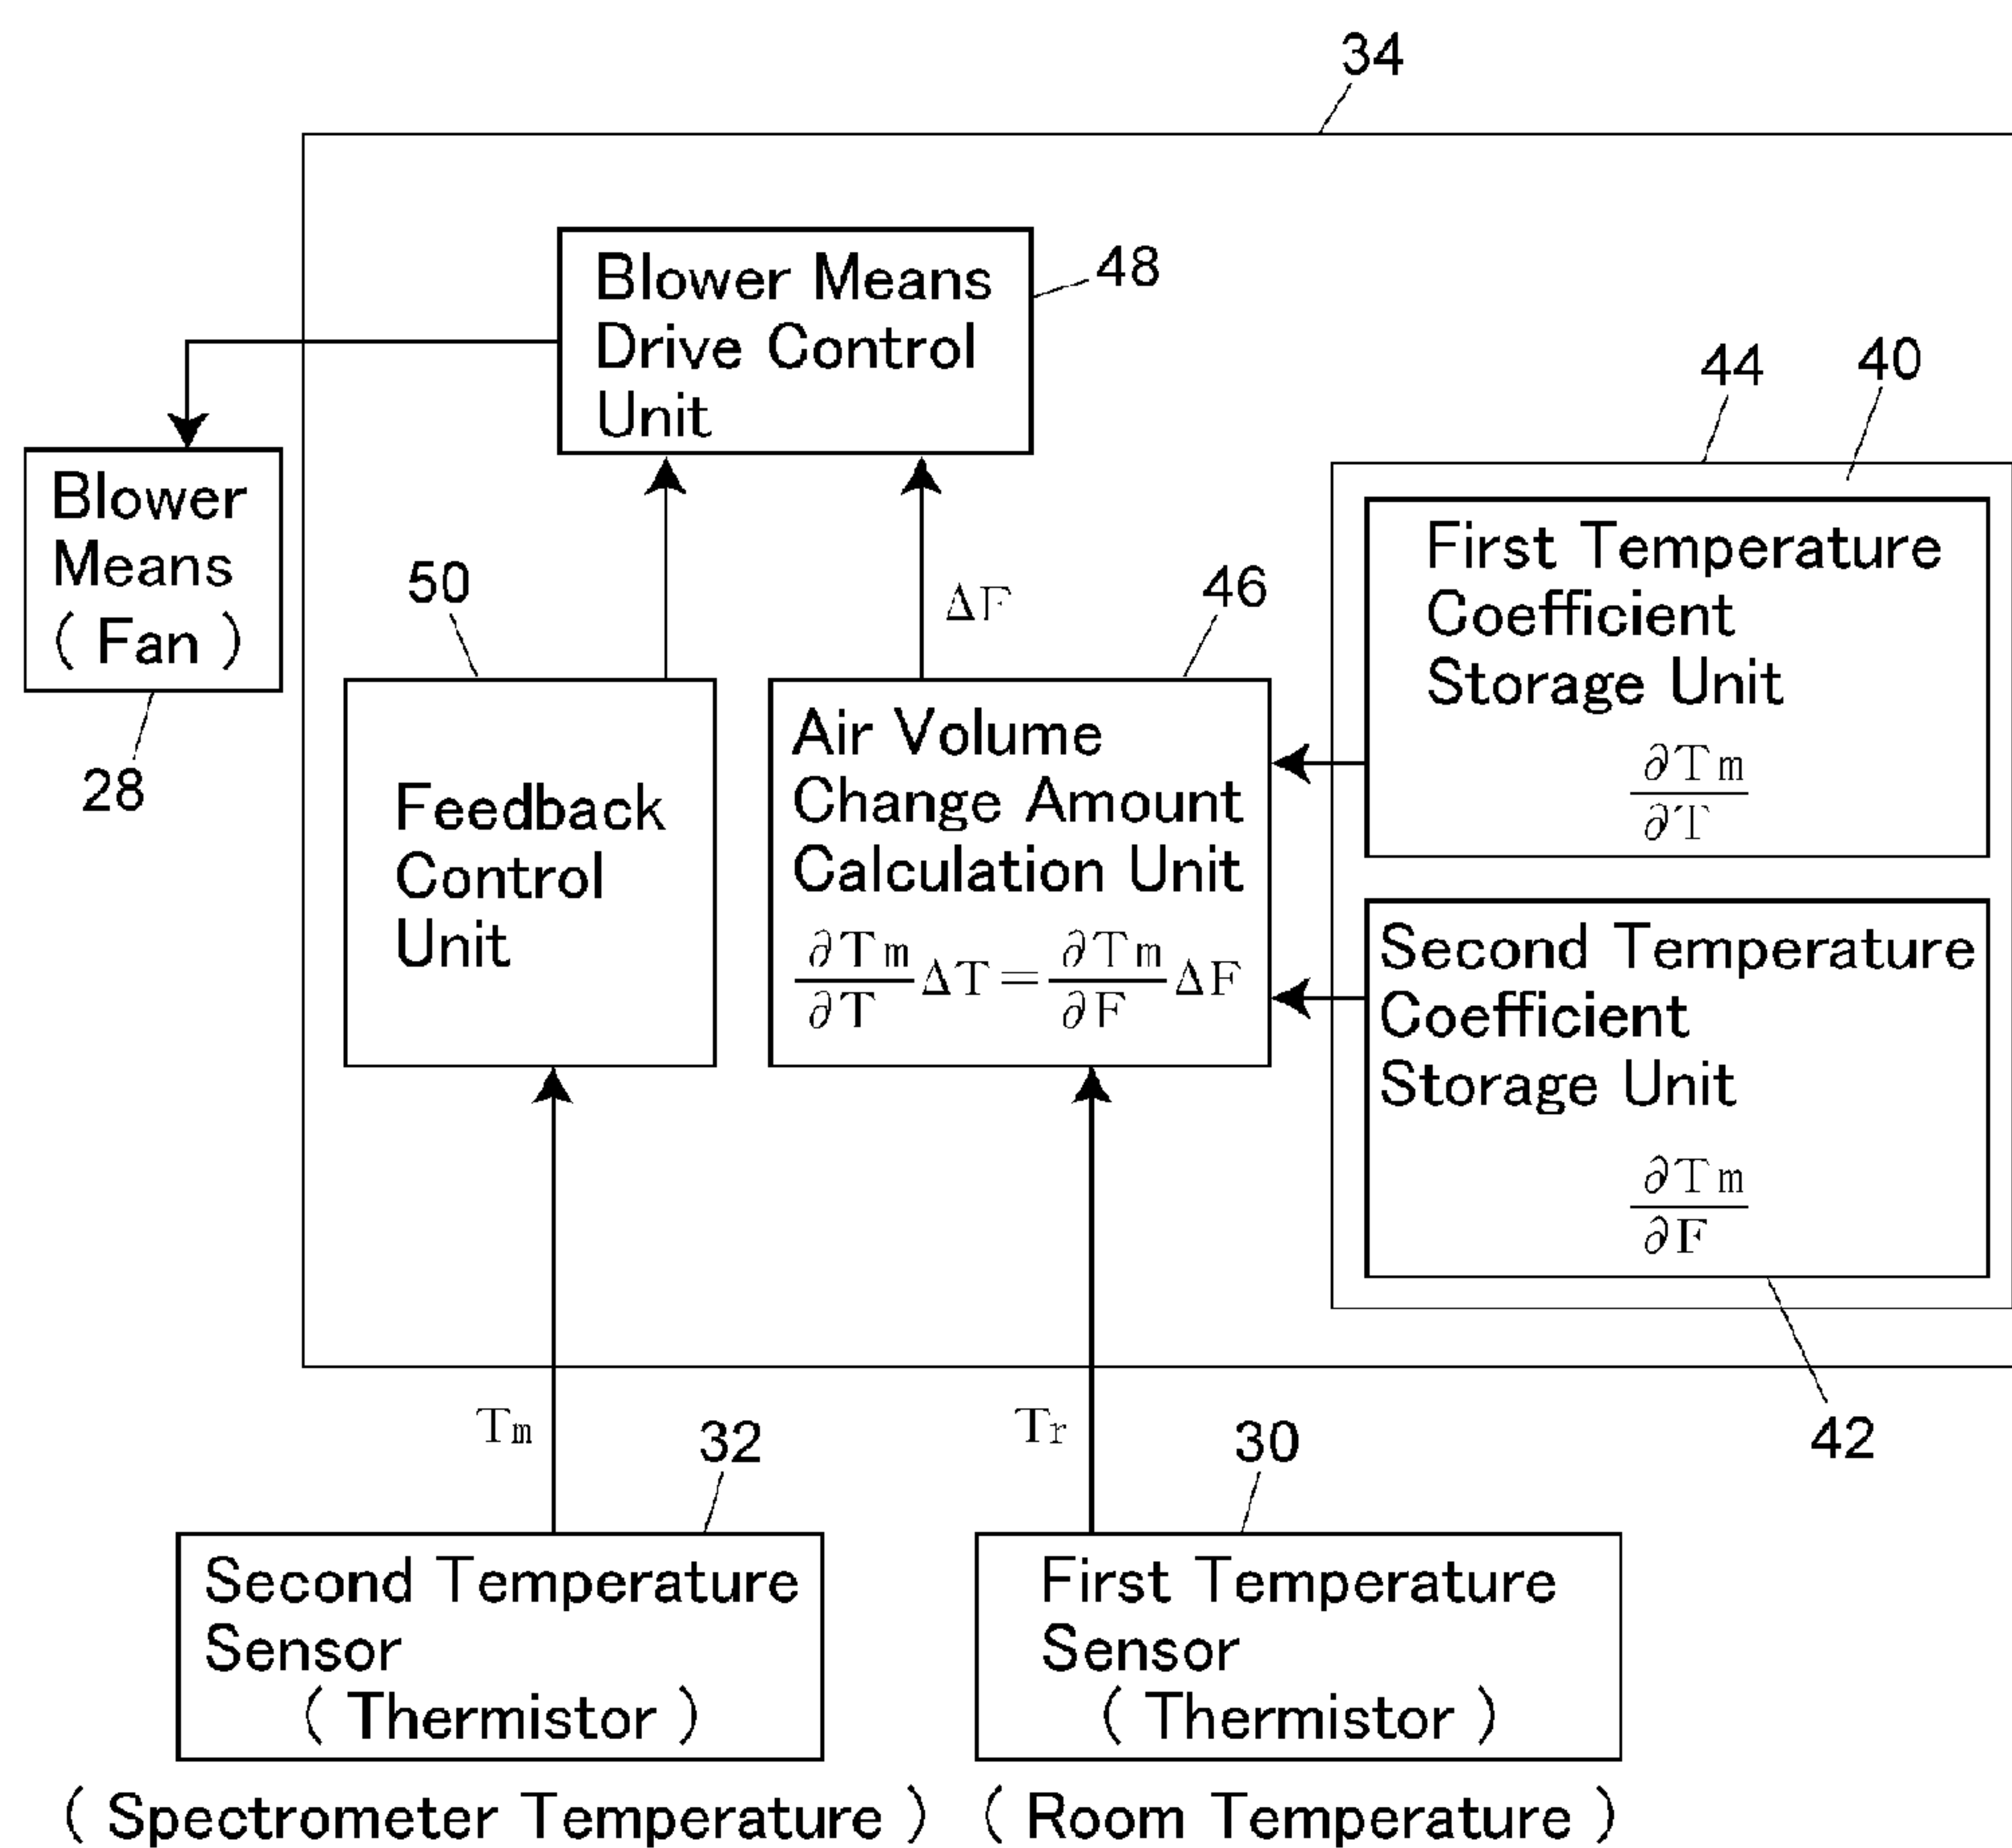 34
Blower Means
Drive Control
Unit
48
44
40
Blower
Means
( Fan )
28
50
ΔF
46
First Temperature
Coefficient
Storage Unit
∂Tm
∂T
Feedback
Control
Unit
Air Volume
Change Amount
Calculation Unit
∂Tm/∂T ΔT=∂Tm/∂F ΔF
Second Temperature
Coefficient
Storage Unit
∂Tm
∂F
42
Tm
32
Tr
30
Second Temperature
Sensor
( Thermistor )
First Temperature
Sensor
( Thermistor )
( Spectrometer Temperature )
( Room Temperature )